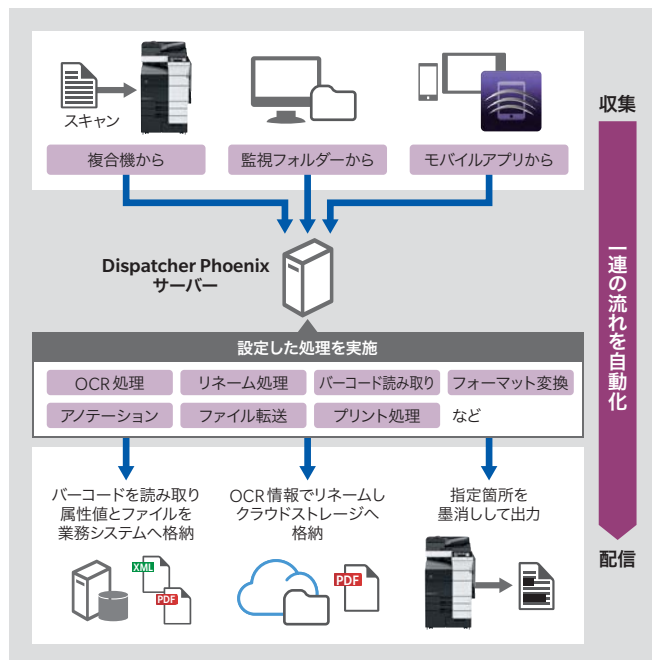 スキャン
複合機から
監視フォルダーから
モバイルアプリから
収集
一連の流れを自動化
配信
Dispatcher Phoenix
サーバー
設定した処理を実施
OCR処理
リネーム処理
バーコード読み取り
フォーマット変換
アノテーション
ファイル転送
プリント処理
など
バーコードを読み取り
属性値とファイルを
業務システムへ格納
XML
PDF
OCR情報でリネームし
クラウドストレージへ
格納
PDF
指定箇所を
墨消しして出力